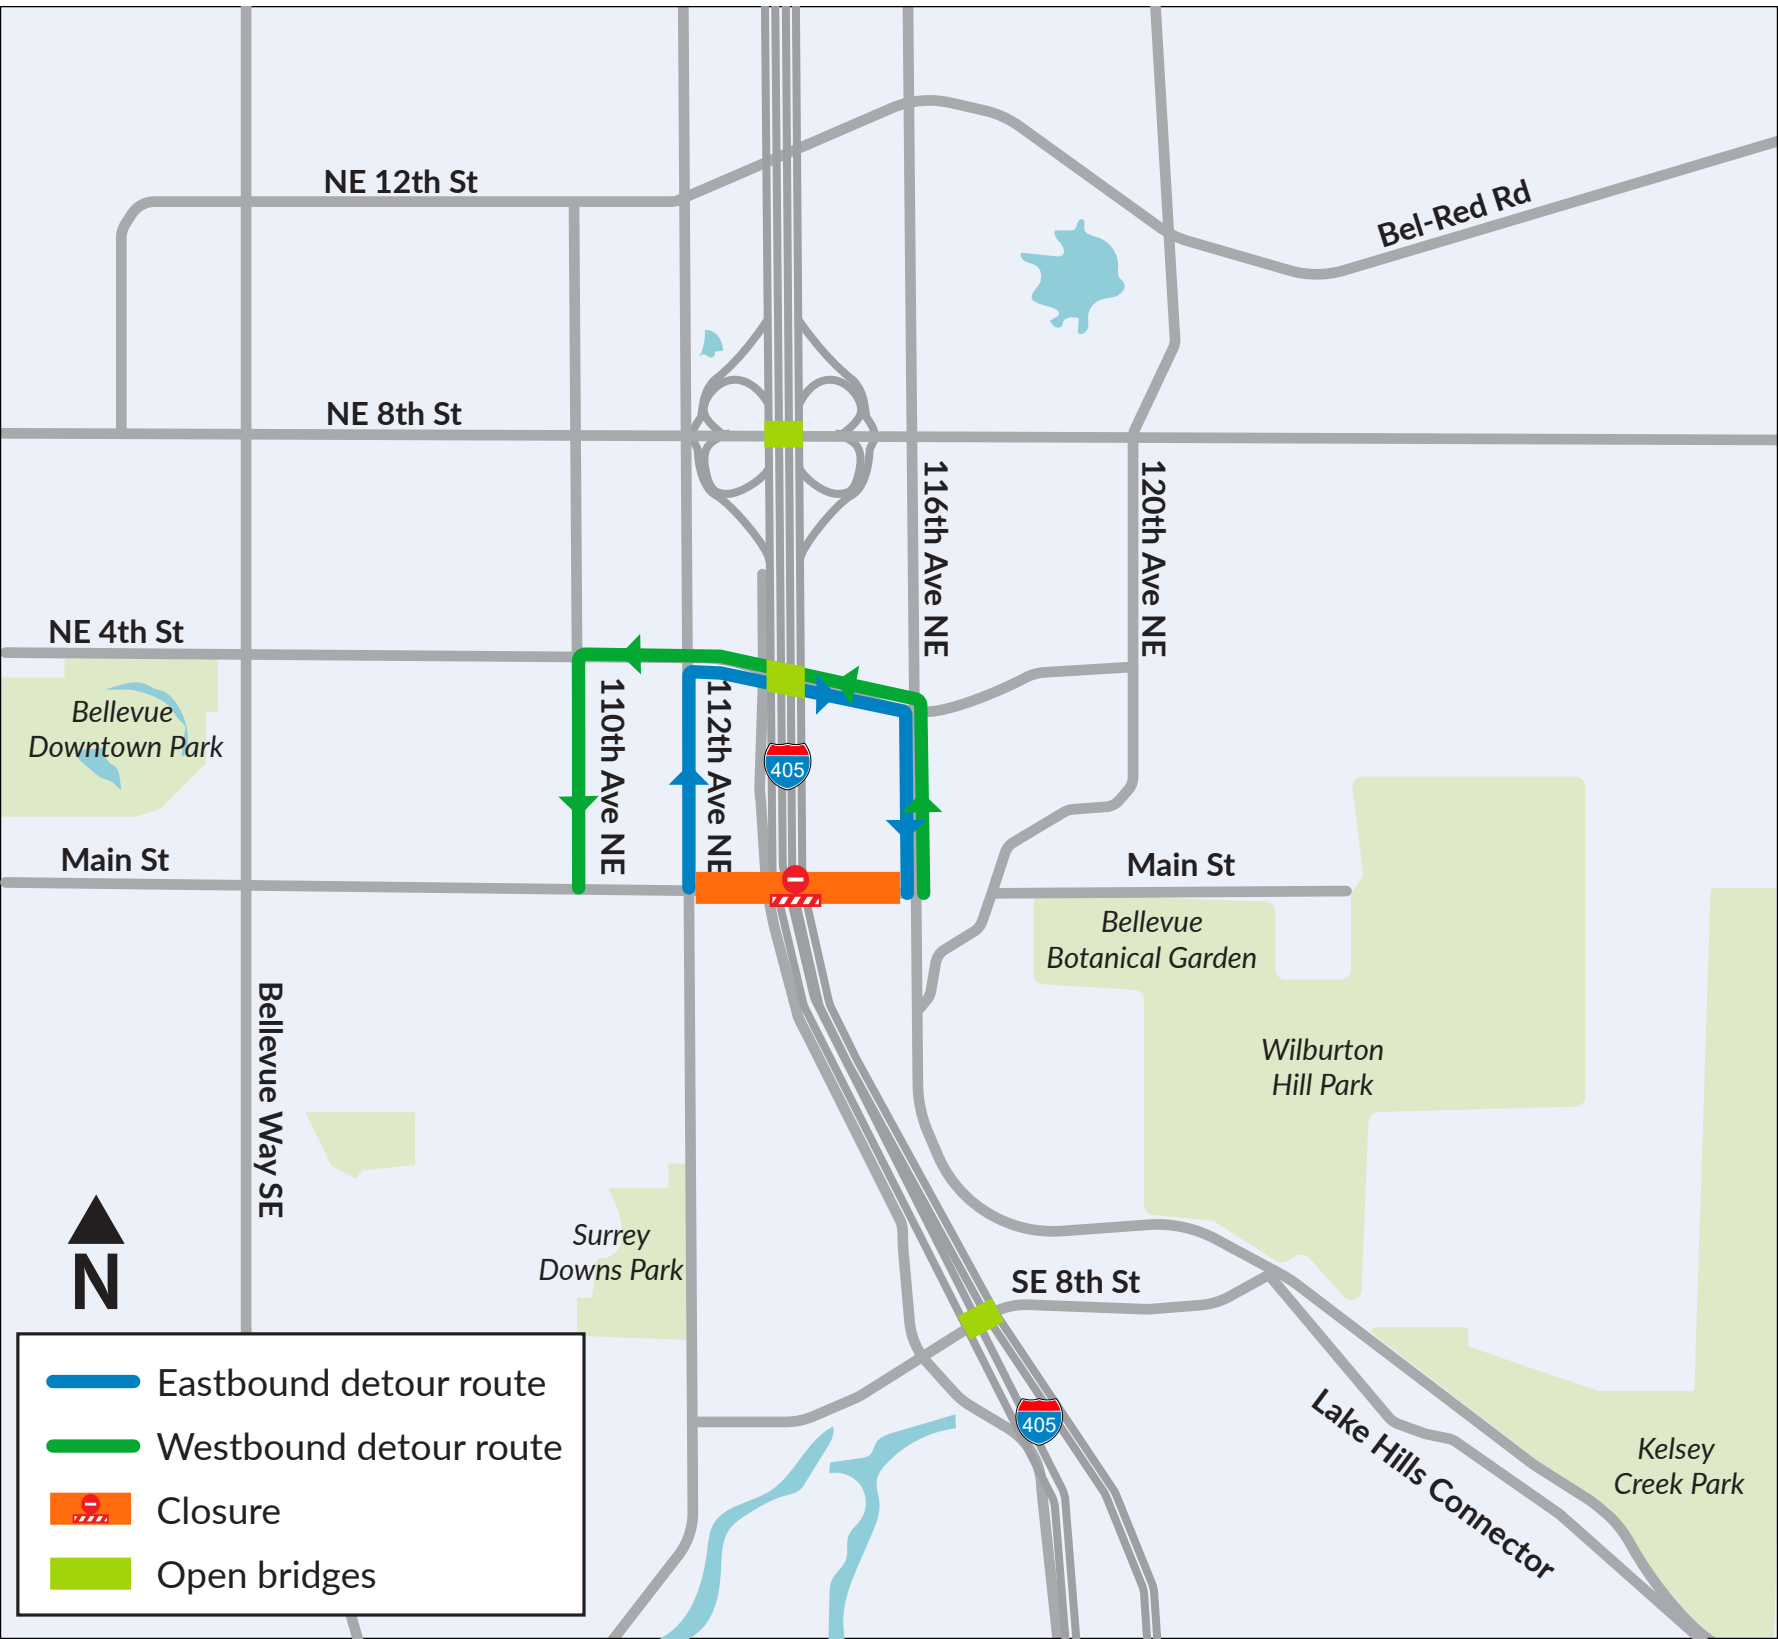 NE 12th St
Bel-Red Rd
NE 8th St
116th Ave NE
120th Ave NE
NE 4th St
Bellevue
Downtown Park
110th Ave NE
112th Ave NE
405
Main St
Main St
Bellevue
Botanical Garden
Bellevue Way SE
Wilburton
Hill Park
N
Surrey
Downs Park
SE 8th St
405
Lake Hills Connector
Kelsey
Creek Park
Eastbound detour route
Westbound detour route
Closure
Open bridges